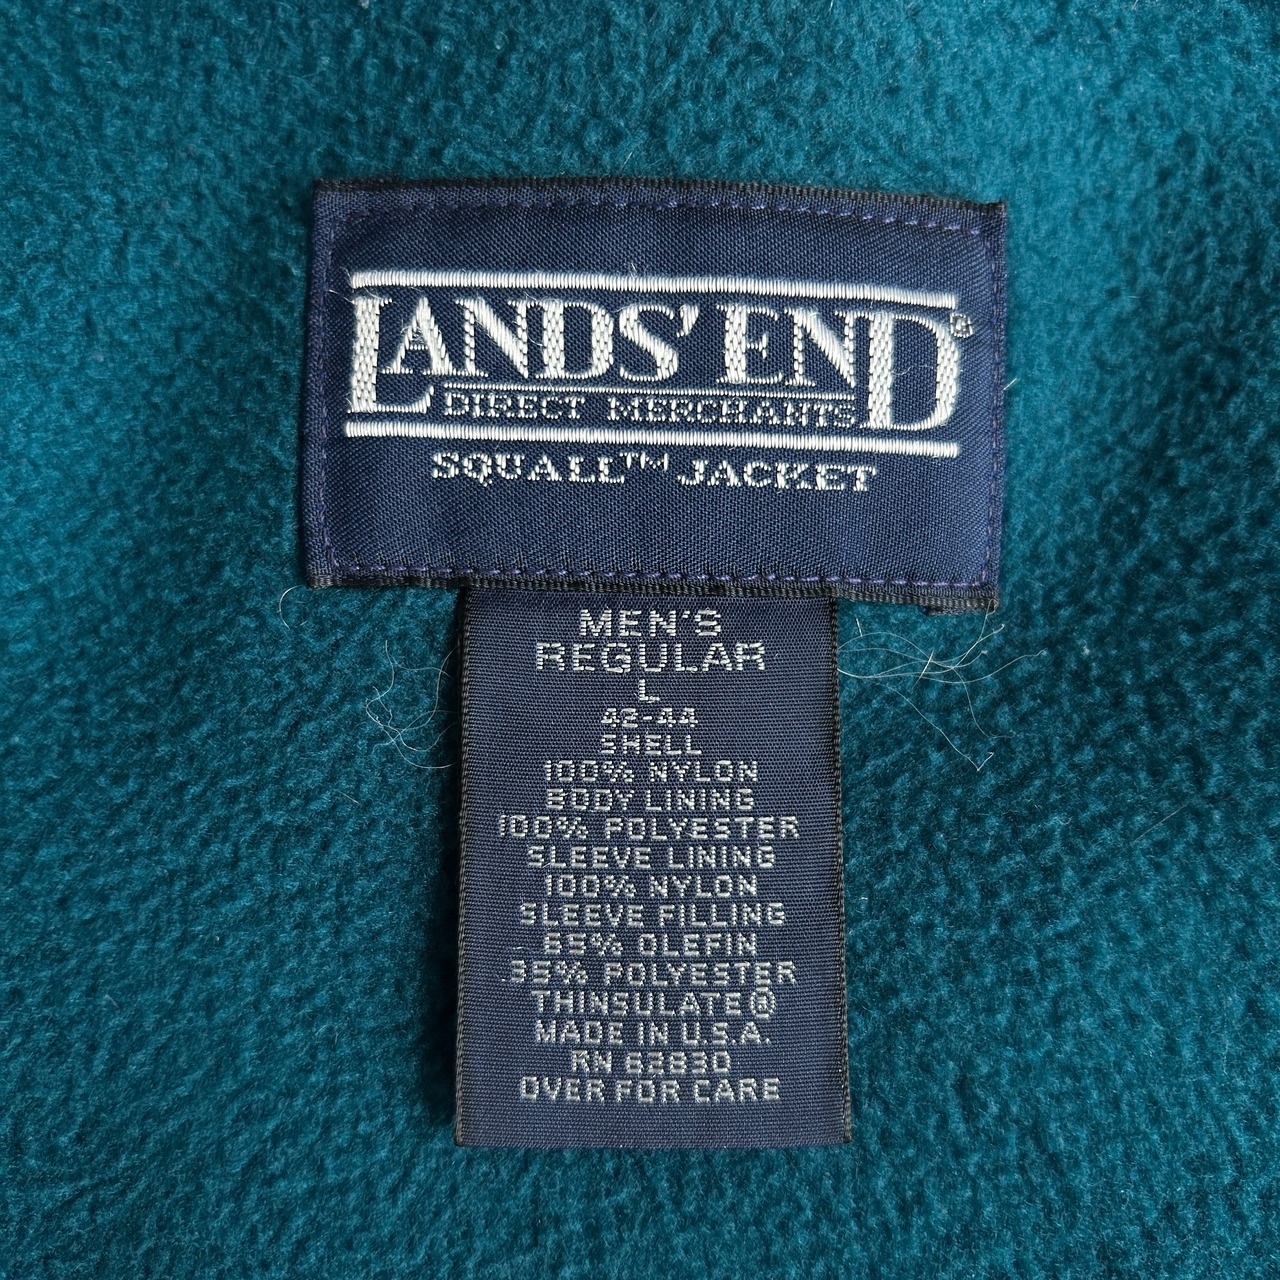 LANDS' END®
DIRECT MERCHANTS
SQUALL™ JACKET
MEN'S
REGULAR
L
42-44
SHELL
100% NYLON
BODY LINING
100% POLYESTER
SLEEVE LINING
100% NYLON
SLEEVE FILLING
65% OLEFIN
35% POLYESTER
THINSULATE®
MADE IN U.S.A.
RN 62830
OVER FOR CARE